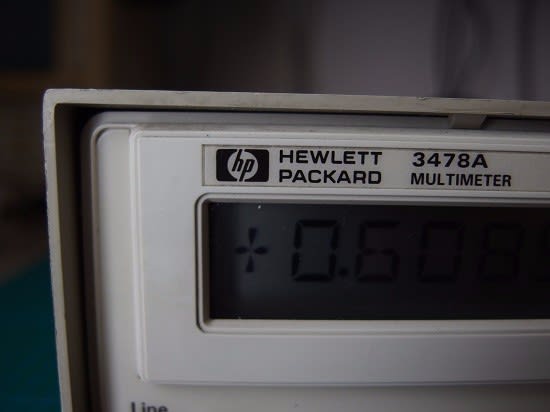 hp HEWLETT PACKARD 3478A MULTIMETER
+0.608
Line